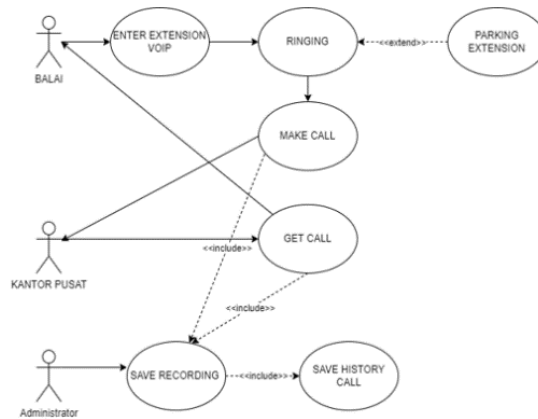 ENTER EXTENSION
VOIP
RINGING
<<extend>>
PARKING
EXTENSION
BALAI
MAKE CALL
GET CALL
<<include>>
KANTOR PUSAT
<<include>>
SAVE RECORDING
<<include>>
SAVE HISTORY
CALL
Administrator